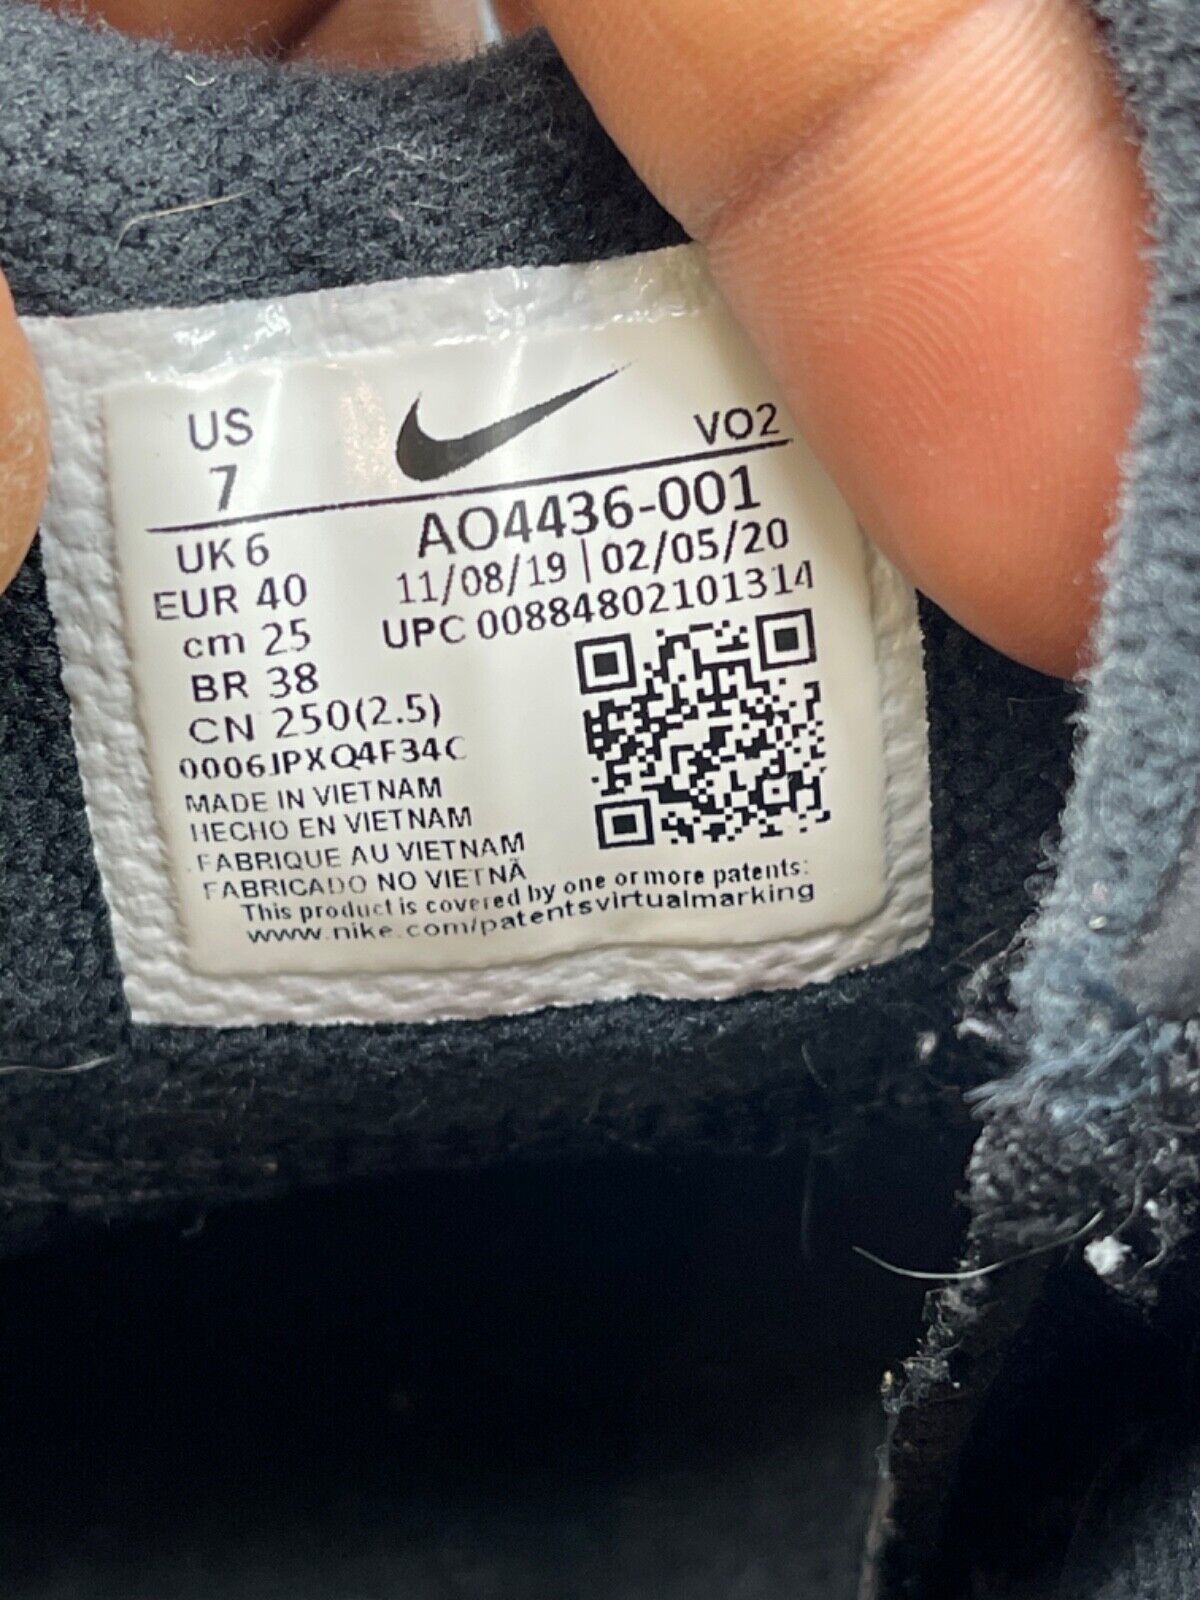 US
7
VO2
AO4436-001
11/08/19 | 02/05/20
UPC 00884802101314
UK 6
EUR 40
cm 25
BR 38
CN 250(2.5)
0006JPXQ4F34C
MADE IN VIETNAM
HECHO EN VIETNAM
FABRIQUE AU VIETNAM
FABRICADO NO VIETNÃ
This product is covered by one or more patents:
www.nike.com/patentsvirtualmarking